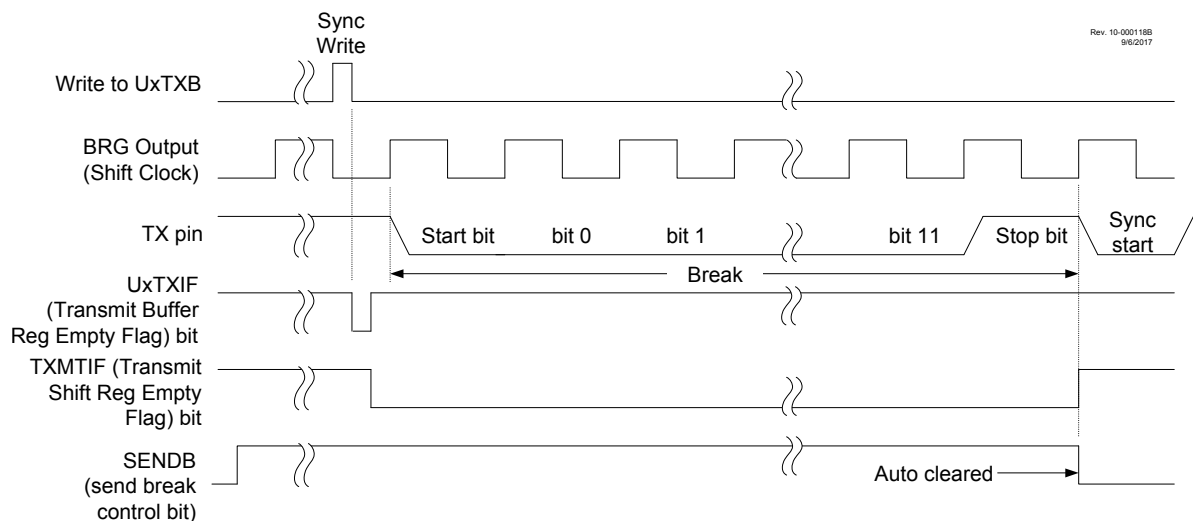 Sync
Write
Rev. 10-000118B
9/6/2017
Write to UxTXB
BRG Output
(Shift Clock)
TX pin
Start bit
bit 0
bit 1
bit 11
Stop bit
Sync
start
Break
UxTXIF
(Transmit Buffer
Reg Empty Flag) bit
TXMTIF (Transmit
Shift Reg Empty
Flag) bit
SENDB
(send break
control bit)
Auto cleared